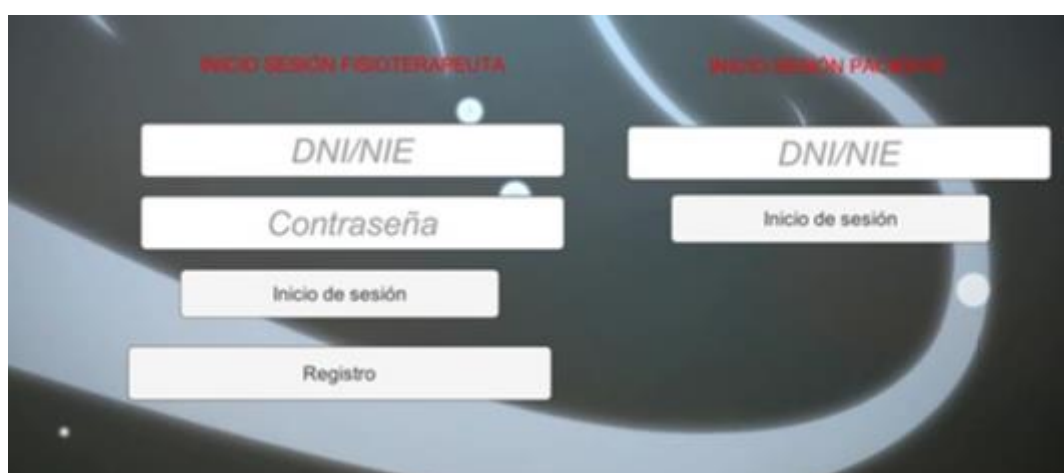 INICIO SESIÓN FISIOTERAPEUTA
DNI/NIE
Contraseña
Inicio de sesión
Registro
INICIO SESIÓN PACIENTE
DNI/NIE
Inicio de sesión